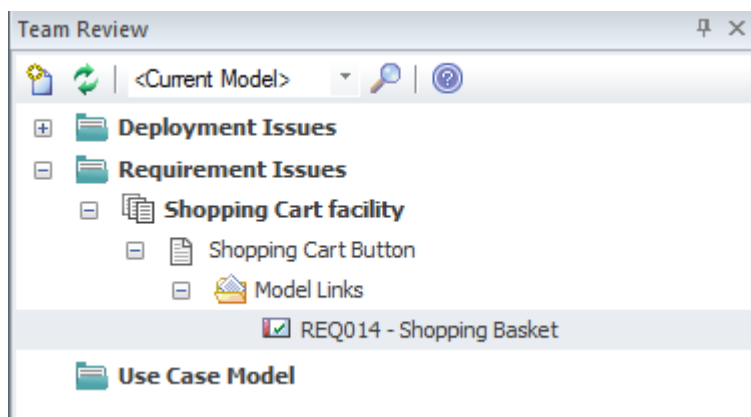 Team Review
<Current Model>
Deployment Issues
Requirement Issues
Shopping Cart facility
Shopping Cart Button
Model Links
REQ014 - Shopping Basket
Use Case Model